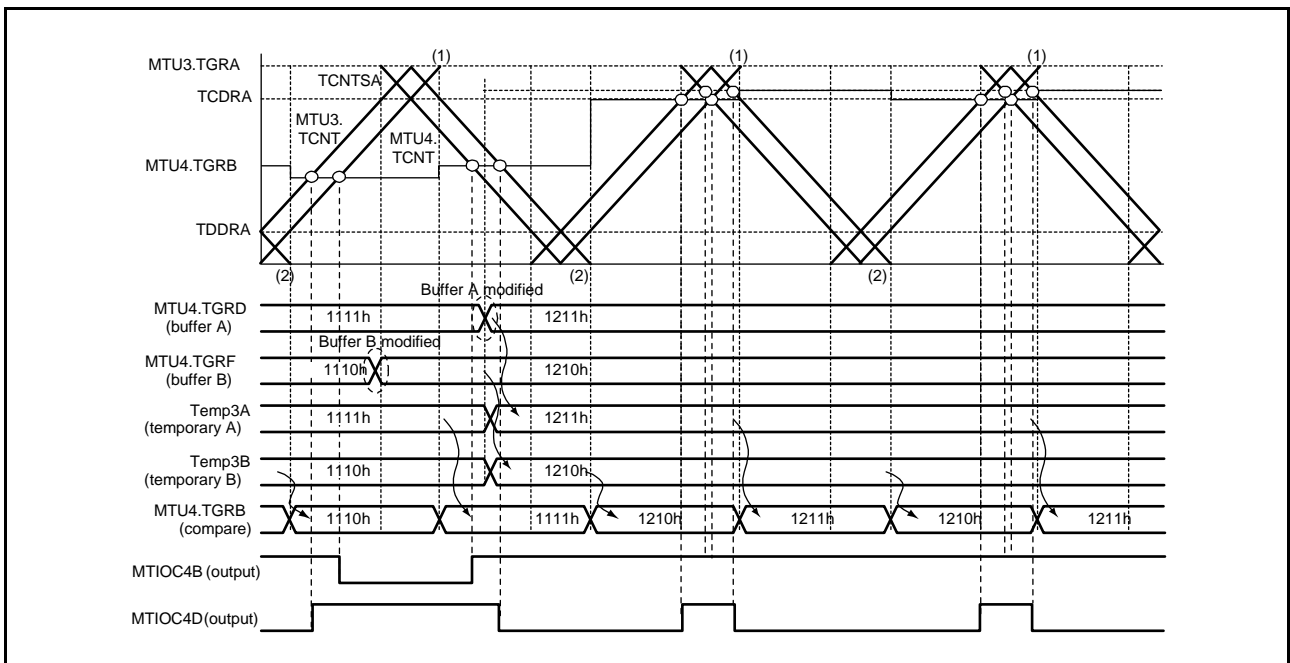 MTU3.TGRA
(1)
(1)
(1)
TCNTSA
TCDRA
MTU3.
TCNT
MTU4.
TCNT
MTU4.TGRB
TDDRA
(2)
(2)
(2)
Buffer A modified
MTU4.TGRD
(buffer A)
1111h
1211h
Buffer B modified
MTU4.TGRF
(buffer B)
1110h
1210h
Temp3A
(temporary A)
1111h
1211h
Temp3B
(temporary B)
1110h
1210h
MTU4.TGRB
(compare)
1110h
1111h
1210h
1211h
1210h
1211h
MTIOC4B (output)
MTIOC4D(output)